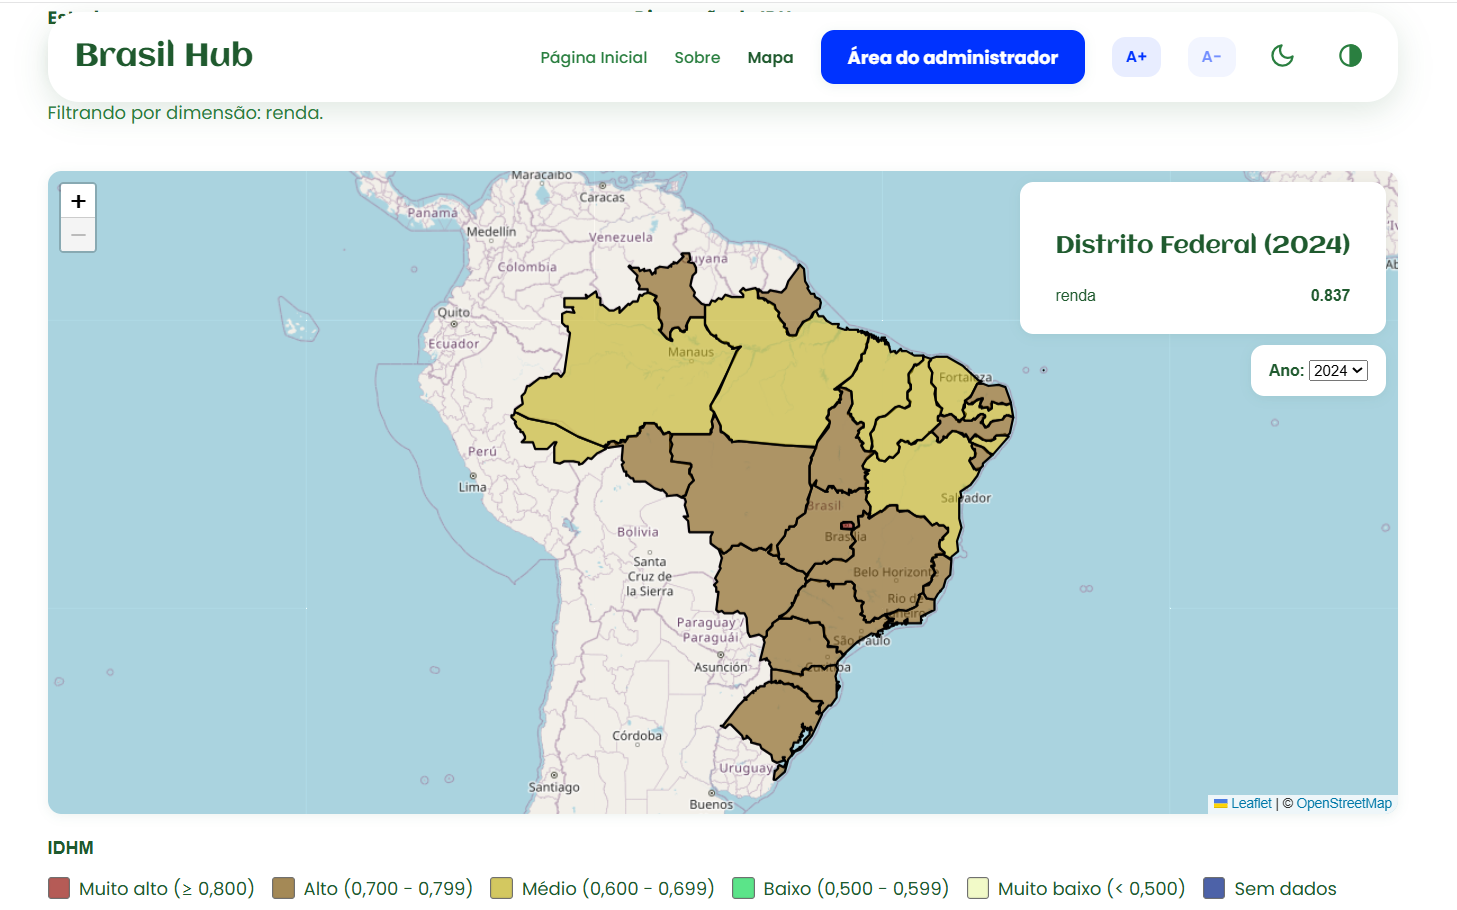 Brasil Hub
Página Inicial
Sobre
Mapa
Área do administrador
A+
A-
Filtrando por dimensão: renda.
+
−
Distrito Federal (2024)
renda 0.837
Ano: 2024
Maracaibo
Caracas
Panamá
Medellín
Venezuela
Colombia
Quito
Ecuador
Manaus
Fortaleza
Perú
Lima
Salvador
Brasil
Brasília
Bolivia
Santa
Cruz de
la Sierra
Belo Horizonte
Rio de
Janeiro
Paraguay /
Paraguái
São Paulo
Asunción
Curitiba
Córdoba
Uruguay
Santiago
Buenos
Leaflet | © OpenStreetMap
IDHM
Muito alto (≥ 0,800)
Alto (0,700 - 0,799)
Médio (0,600 - 0,699)
Baixo (0,500 - 0,599)
Muito baixo (< 0,500)
Sem dados